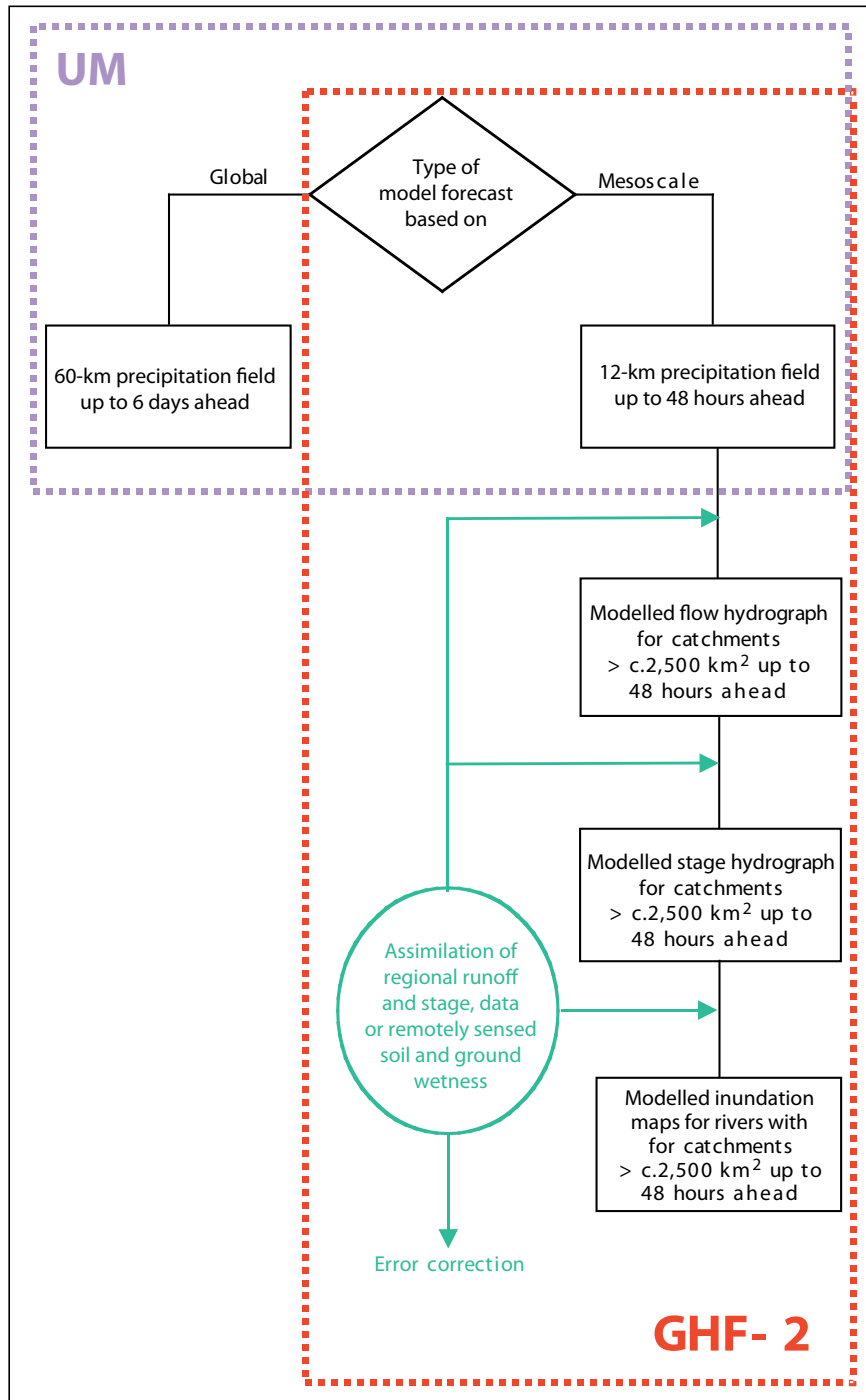 UM
Type of
model forecast
based on
Global
Mesoscale
60-km precipitation field
up to 6 days ahead
12-km precipitation field
up to 48 hours ahead
Modelled flow hydrograph
for catchments
> c.2,500 km² up to
48 hours ahead
Modelled stage hydrograph
for catchments
> c.2,500 km² up to
48 hours ahead
Assimilation of
regional runoff
and stage, data
or remotely sensed
soil and ground
wetness
Modelled inundation
maps for rivers with
for catchments
> c.2,500 km² up to
48 hours ahead
Error correction
GHF- 2